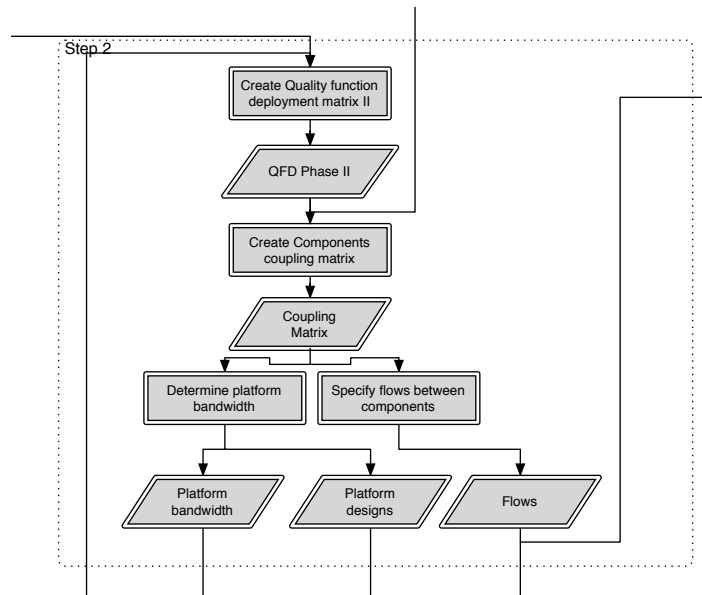 Step 2
Create Quality function
deployment matrix II
QFD Phase II
Create Components
coupling matrix
Coupling
Matrix
Determine platform
bandwidth
Specify flows between
components
Platform
bandwidth
Platform
designs
Flows